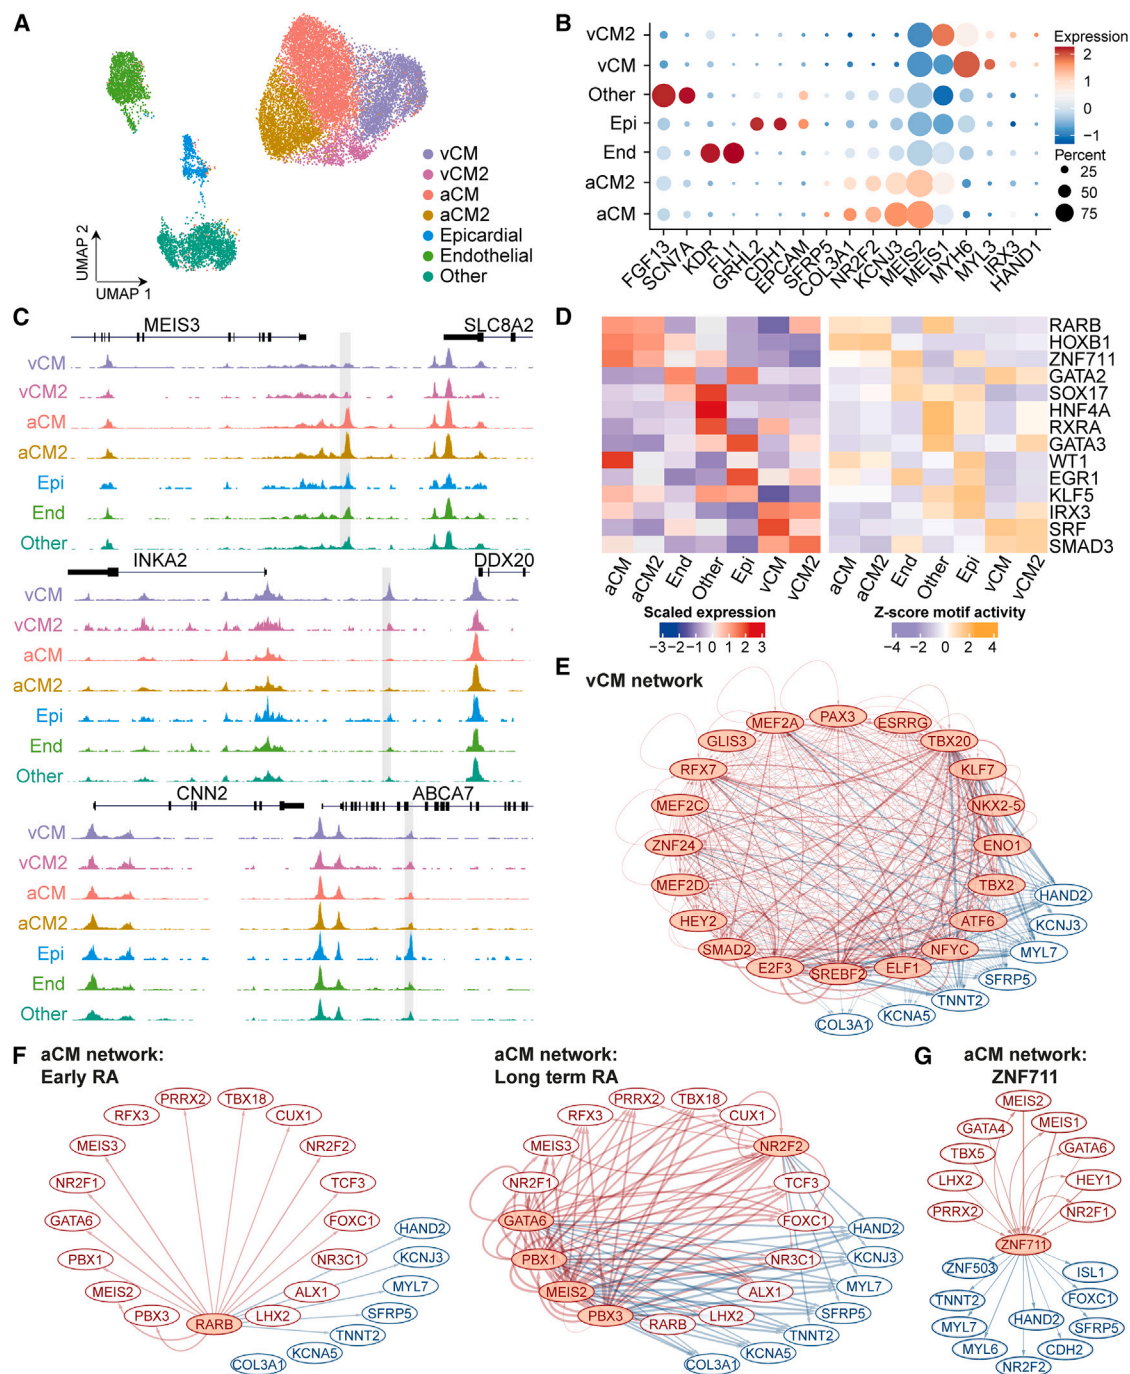 A
UMAP 2
UMAP 1
vCM
vCM2
aCM
aCM2
Epicardial
Endothelial
Other
B
vCM2
vCM
Other
Epi
End
aCM2
aCM
FGF13
SCN7A
KDR
FLI1
GRHL2
CDH1
EPCAM
SFRP5
COL3A1
NR2F2
KCNJ3
MEIS2
MEIS1
MYH6
MYL3
IRX3
HAND1
Expression
2
1
0
−1
Percent
25
50
75
C
MEIS3 SLC8A2
vCM
vCM2
aCM
aCM2
Epi
End
Other
INKA2 DDX20
vCM
vCM2
aCM
aCM2
Epi
End
Other
CNN2 ABCA7
vCM
vCM2
aCM
aCM2
Epi
End
Other
D
RARB
HOXB1
ZNF711
GATA2
SOX17
HNF4A
RXRA
GATA3
WT1
EGR1
KLF5
IRX3
SRF
SMAD3
aCM aCM2 End Other Epi vCM vCM2
aCM aCM2 End Other Epi vCM vCM2
Scaled expression
−3 −2 −1 0 1 2 3
Z-score motif activity
−4 −2 0 2 4
E
vCM network
PAX3
MEF2A
ESRRG
GLIS3
TBX20
RFX7
KLF7
MEF2C
NKX2-5
ZNF24
ENO1
MEF2D
TBX2
HAND2
HEY2
ATF6
KCNJ3
SMAD2
NFYC
MYL7
E2F3
SREBF2
ELF1
SFRP5
TNNT2
KCNA5
COL3A1
F
aCM network:
Early RA
PRRX2
TBX18
RFX3
CUX1
MEIS3
NR2F2
NR2F1
TCF3
GATA6
FOXC1
HAND2
PBX1
NR3C1
KCNJ3
MEIS2
ALX1
MYL7
PBX3
RARB
LHX2
SFRP5
TNNT2
KCNA5
COL3A1
aCM network:
Long term RA
PRRX2
TBX18
RFX3
CUX1
MEIS3
NR2F2
NR2F1
TCF3
GATA6
FOXC1
HAND2
PBX1
NR3C1
KCNJ3
MEIS2
ALX1
MYL7
PBX3
RARB
LHX2
SFRP5
TNNT2
KCNA5
COL3A1
G
aCM network:
ZNF711
MEIS2
GATA4
MEIS1
TBX5
GATA6
LHX2
HEY1
PRRX2
NR2F1
ZNF711
ZNF503
ISL1
TNNT2
FOXC1
MYL7
HAND2
SFRP5
MYL6
CDH2
NR2F2